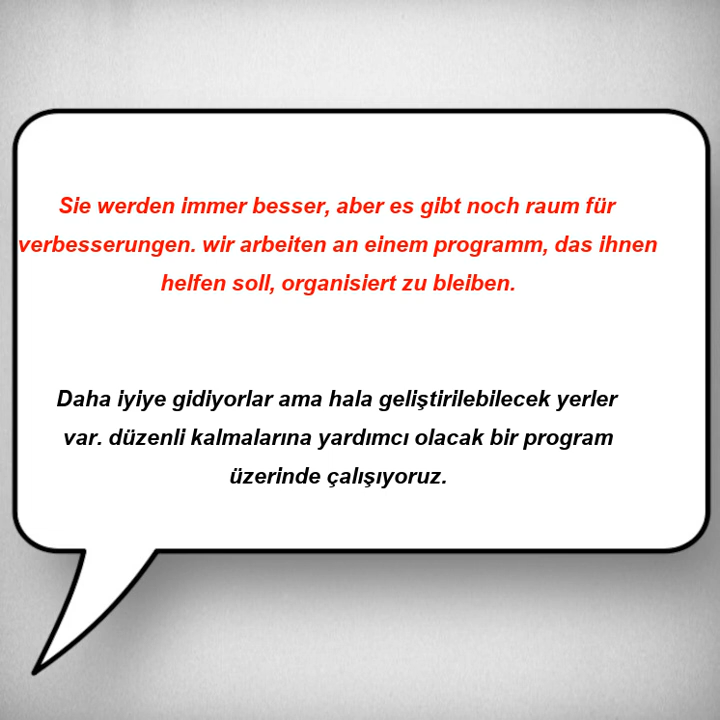 Sie werden immer besser, aber es gibt noch raum für
verbesserungen. wir arbeiten an einem programm, das ihnen
helfen soll, organisiert zu bleiben.
Daha iyiye gidiyorlar ama hala geliştirilebilecek yerler
var. düzenli kalmalarına yardımcı olacak bir program
üzerinde çalışıyoruz.